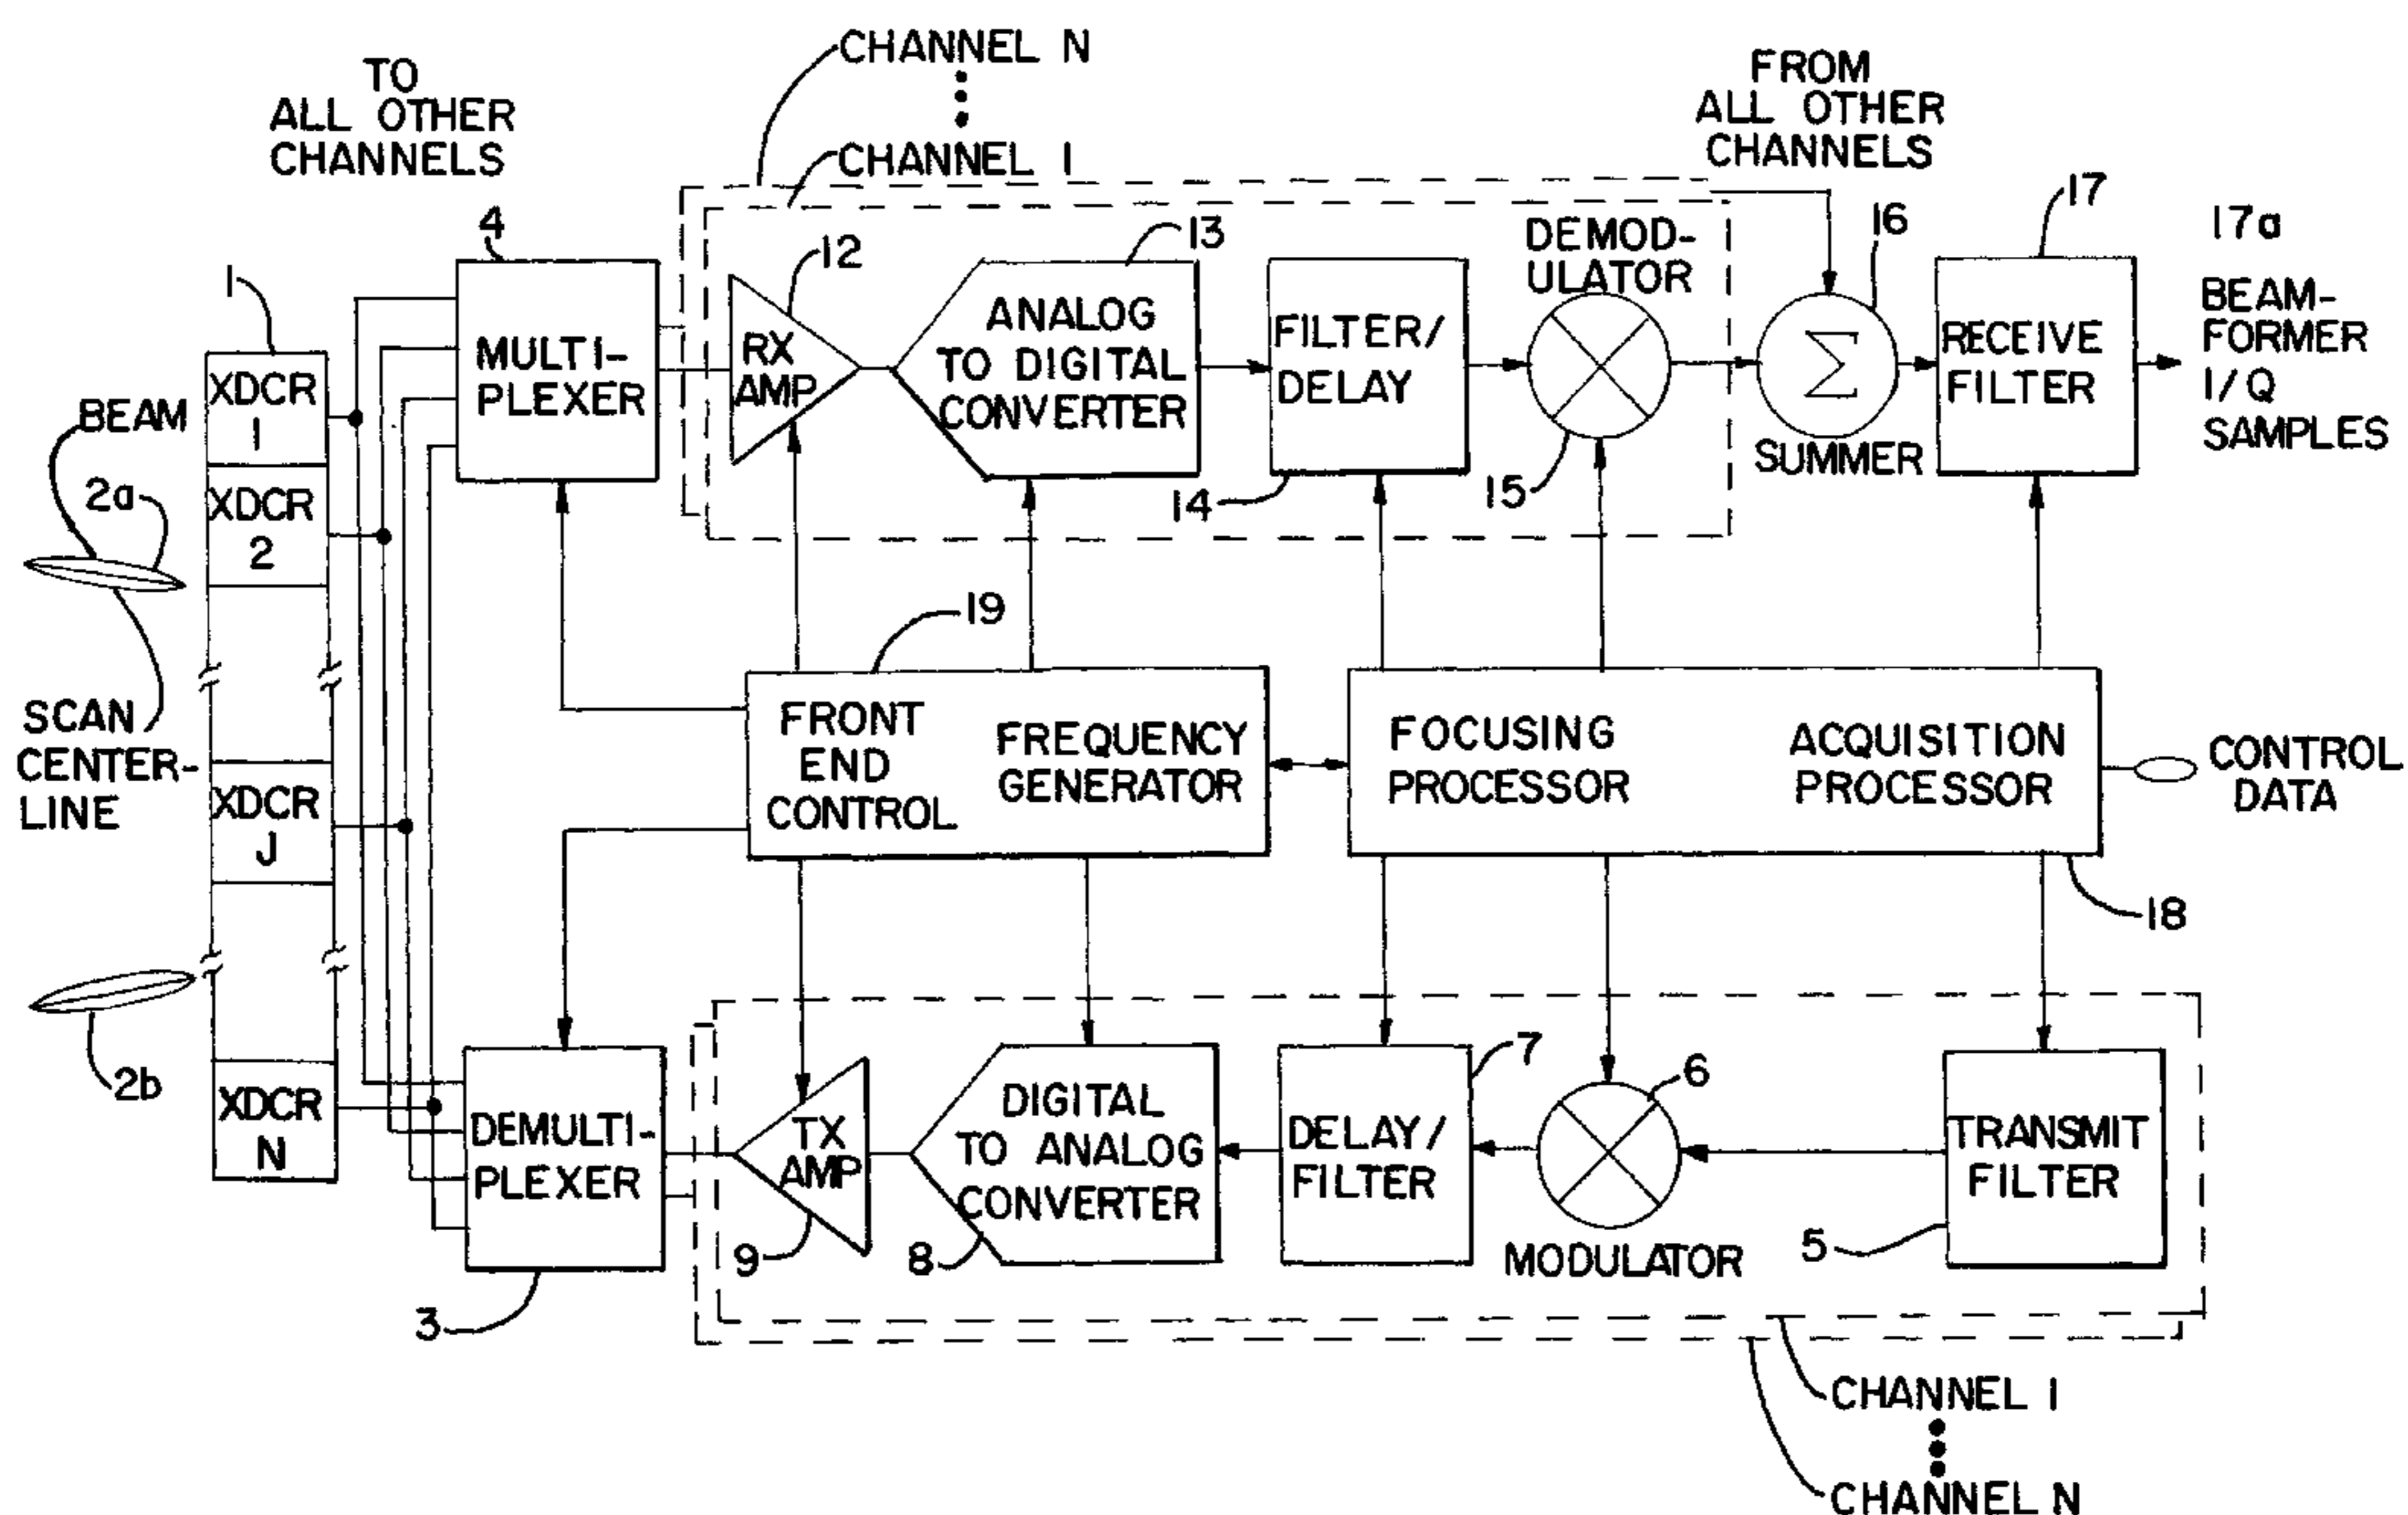 CHANNEL N
CHANNEL 1
TO
ALL OTHER
CHANNELS
FROM
ALL OTHER
CHANNELS
4
12
13
DEMOD-
ULATOR
16
17
17a
1
MULTI-
PLEXER
RX
AMP
ANALOG
TO DIGITAL
CONVERTER
FILTER/
DELAY
Σ
SUMMER
RECEIVE
FILTER
BEAM-
FORMER
I/Q
SAMPLES
14
15
BEAM
2a
XDCR
1
XDCR
2
SCAN
CENTER-
LINE
XDCR
J
XDCR
N
2b
19
FRONT
END
CONTROL
FREQUENCY
GENERATOR
FOCUSING
PROCESSOR
ACQUISITION
PROCESSOR
CONTROL
DATA
18
DEMULTI-
PLEXER
3
TX
AMP
9
DIGITAL
TO ANALOG
CONVERTER
8
DELAY/
FILTER
7
6
MODULATOR
TRANSMIT
FILTER
5
CHANNEL 1
CHANNEL N